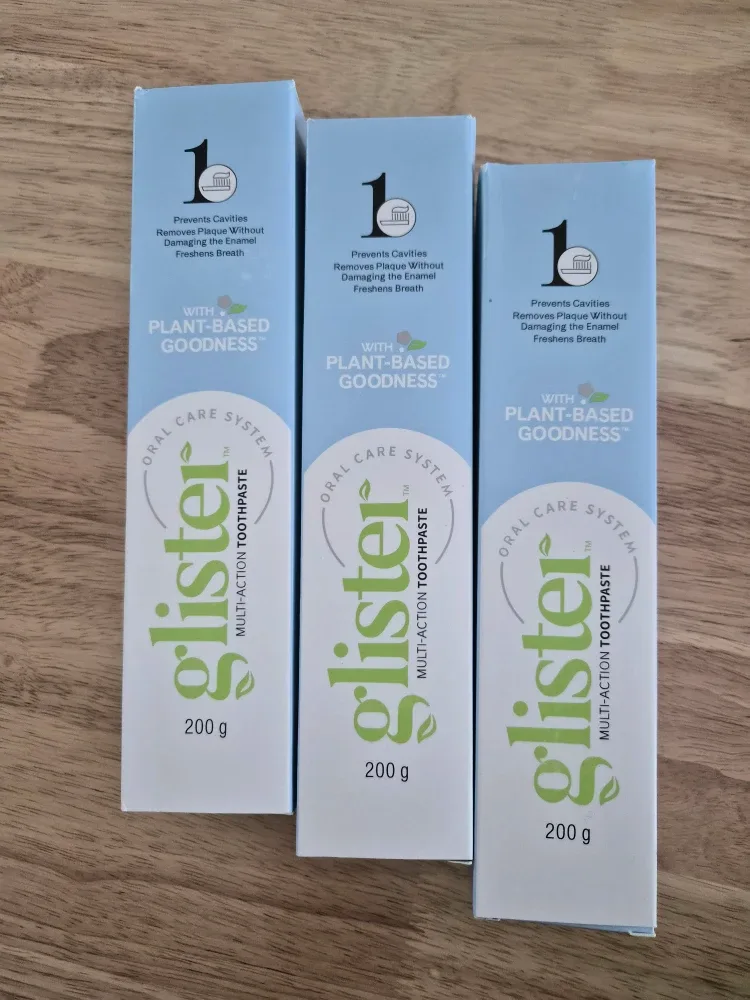 1
Prevents Cavities
Removes Plaque Without
Damaging the Enamel
Freshens Breath
WITH
PLANT-BASED
GOODNESS™
ORAL CARE SYSTEM
glister™
MULTI-ACTION TOOTHPASTE
200 g
1
Prevents Cavities
Removes Plaque Without
Damaging the Enamel
Freshens Breath
WITH
PLANT-BASED
GOODNESS™
ORAL CARE SYSTEM
glister™
MULTI-ACTION TOOTHPASTE
200 g
1
Prevents Cavities
Removes Plaque Without
Damaging the Enamel
Freshens Breath
WITH
PLANT-BASED
GOODNESS™
ORAL CARE SYSTEM
glister™
MULTI-ACTION TOOTHPASTE
200 g